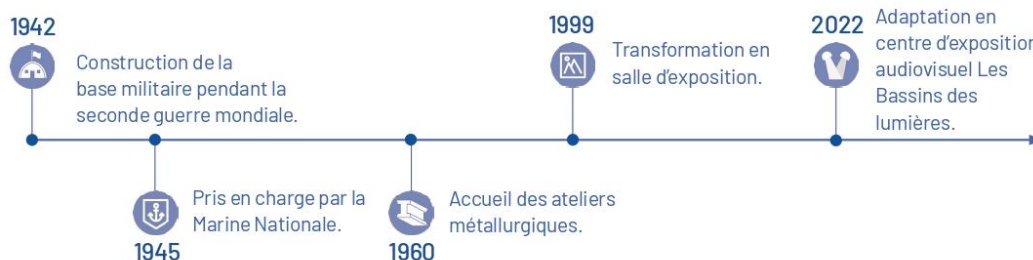 1942
Construction de la
base militaire pendant la
seconde guerre mondiale.
Pris en charge par la
Marine Nationale.
1945
Accueil des ateliers
métallurgiques.
1960
1999
Transformation en
salle d'exposition.
2022
Adaptation en
centre d'exposition
audiovisuel Les
Bassins des
lumières.